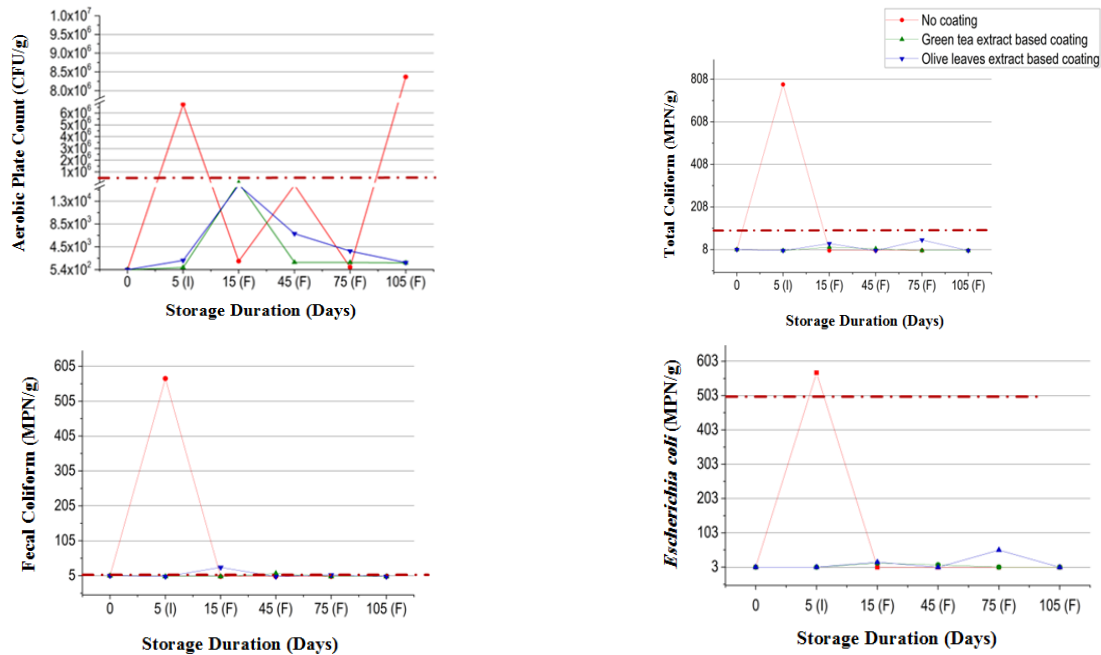 Aerobic Plate Count (CFU/g)
1.0x10⁷
9.5x10⁶
9.0x10⁶
8.5x10⁶
8.0x10⁶
6x10⁶
5x10⁶
4x10⁶
3x10⁶
2x10⁶
1x10⁶
1.3x10⁴
8.5x10³
4.5x10³
5.4x10²
0 5 (I) 15 (F) 45 (F) 75 (F) 105 (F)
Storage Duration (Days)
No coating
Green tea extract based coating
Olive leaves extract based coating
Total Coliform (MPN/g)
808
608
408
208
8
0 5 (I) 15 (F) 45 (F) 75 (F) 105 (F)
Storage Duration (Days)
Fecal Coliform (MPN/g)
605
505
405
305
205
105
5
0 5 (I) 15 (F) 45 (F) 75 (F) 105 (F)
Storage Duration (Days)
Escherichia coli (MPN/g)
603
503
403
303
203
103
3
0 5 (I) 15 (F) 45 (F) 75 (F) 105 (F)
Storage Duration (Days)